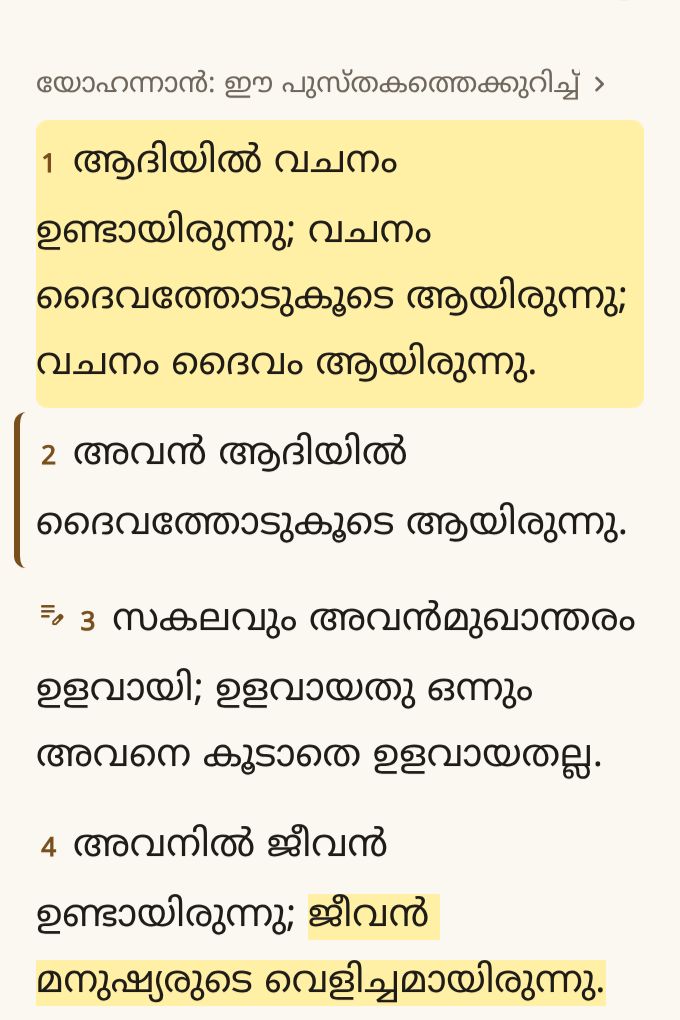 യോഹന്നാൻ: ഈ പുസ്തകത്തെക്കുറിച്ച് >
1 ആദിയിൽ വചനം
ഉണ്ടായിരുന്നു; വചനം
ദൈവത്തോടുകൂടെ ആയിരുന്നു;
വചനം ദൈവം ആയിരുന്നു.
2 അവൻ ആദിയിൽ
ദൈവത്തോടുകൂടെ ആയിരുന്നു.
3 സകലവും അവൻമുഖാന്തരം
ഉളവായി; ഉളവായതു ഒന്നും
അവനെ കൂടാതെ ഉളവായതല്ല.
4 അവനിൽ ജീവൻ
ഉണ്ടായിരുന്നു; ജീവൻ
മനുഷ്യരുടെ വെളിച്ചമായിരുന്നു.